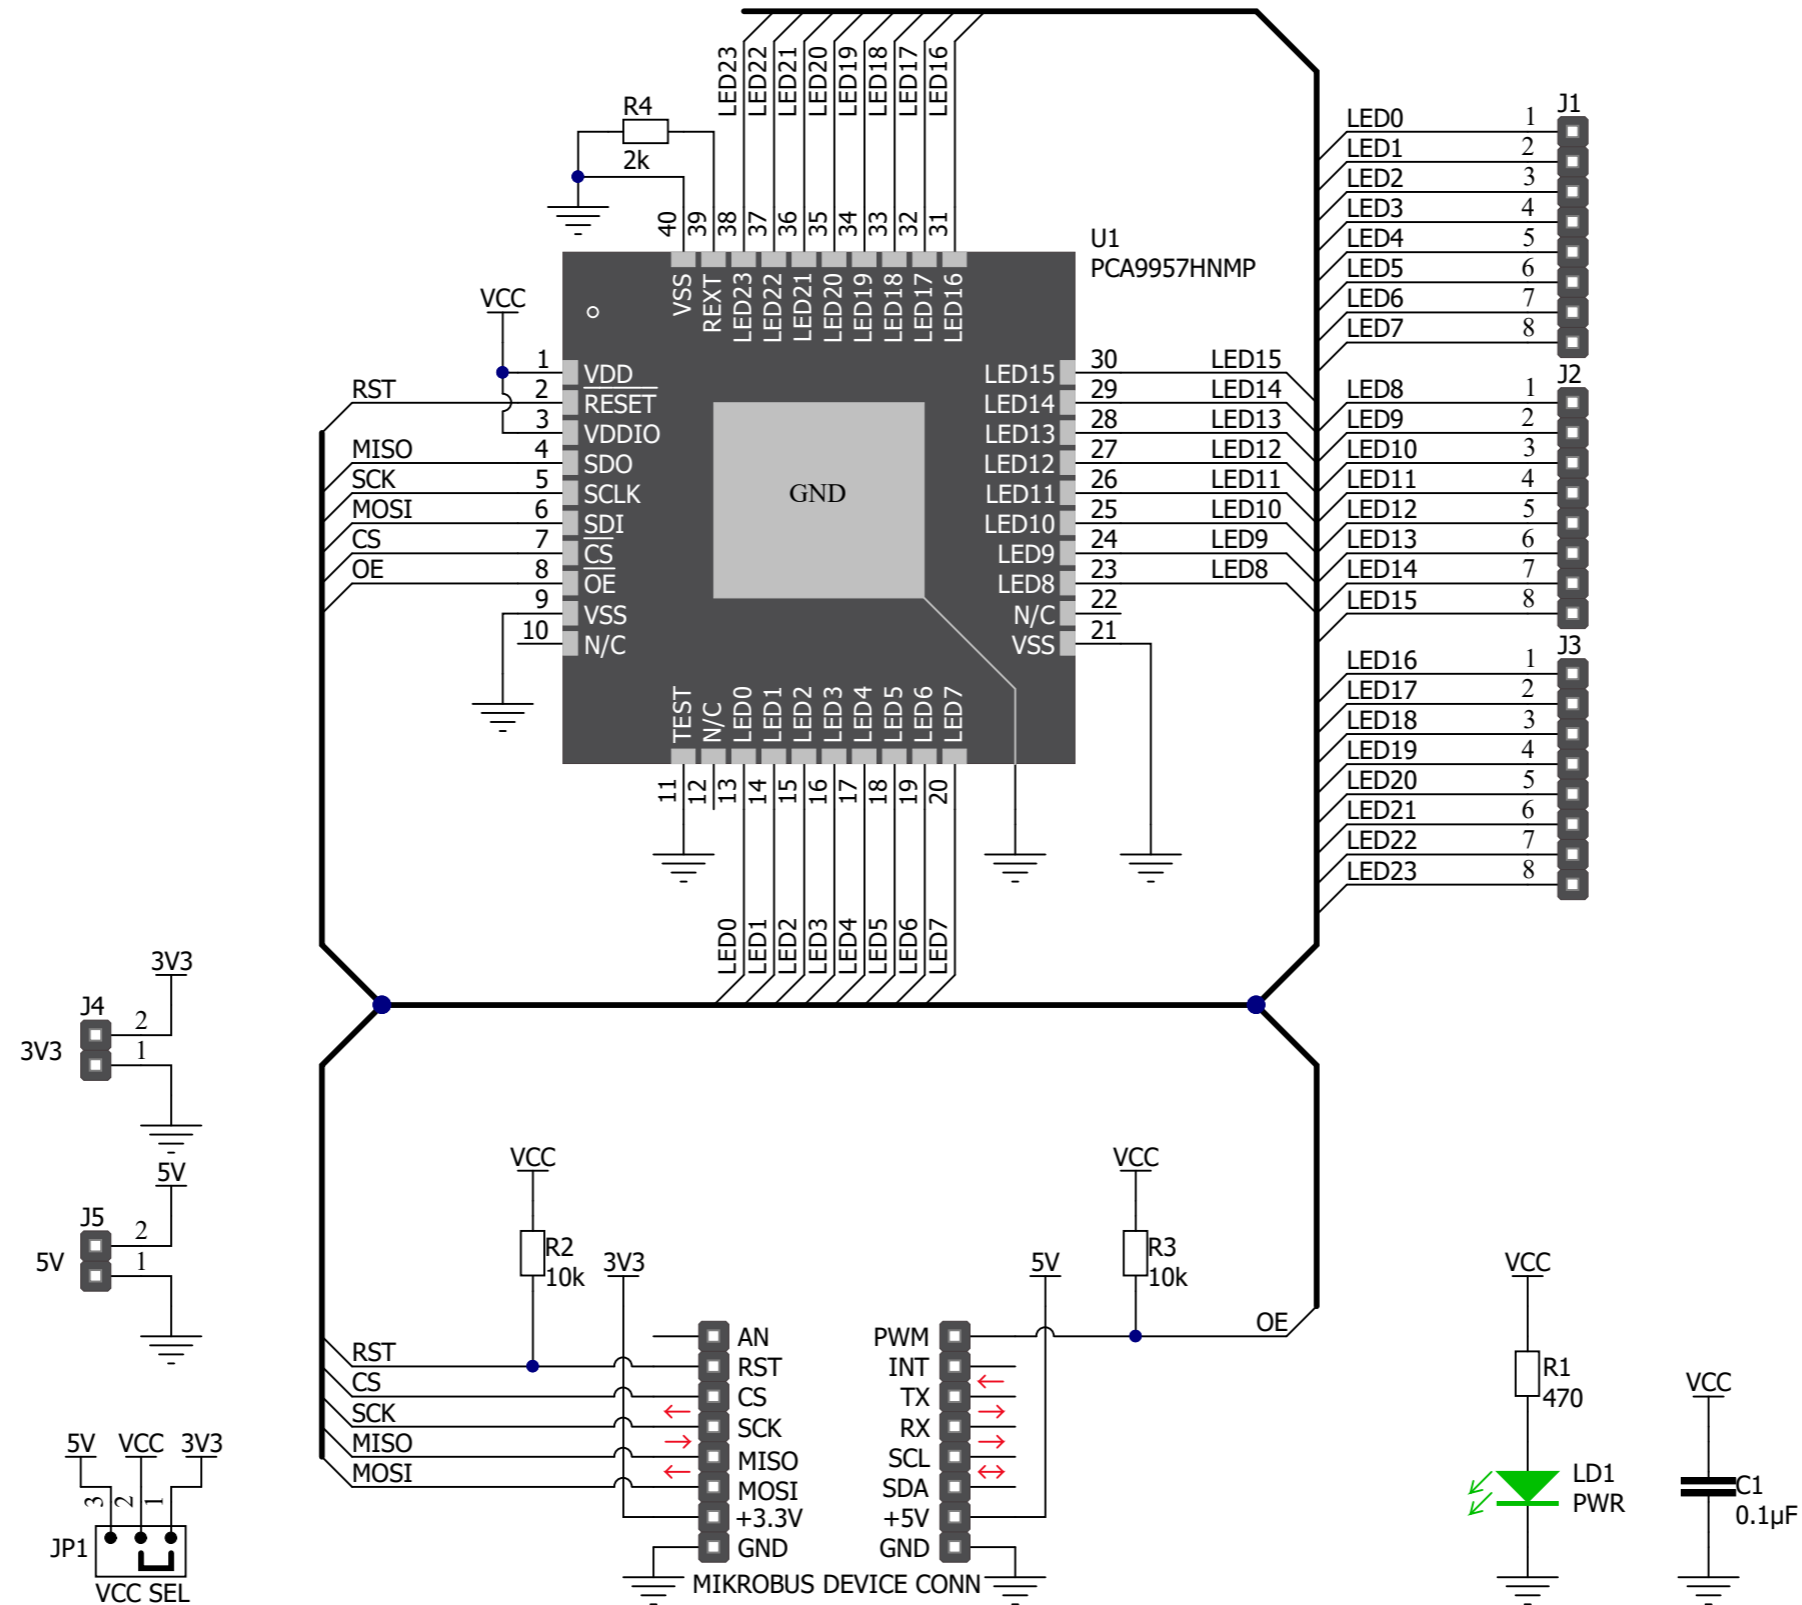 LED23
LED22
LED21
LED20
LED19
LED18
LED17
LED16
R4
2k
40
39
38
37
36
35
34
33
32
31
U1
PCA9957HNMP
VSS
REXT
LED23
LED22
LED21
LED20
LED19
LED18
LED17
LED16
VCC
1 VDD
RST 2 RESET
3 VDDIO
MISO 4 SDO
SCK 5 SCLK
MOSI 6 SDI
CS 7 CS
OE 8 OE
9 VSS
10 N/C
GND
LED15 30 LED15
LED14 29 LED14
LED13 28 LED13
LED12 27 LED12
LED11 26 LED11
LED10 25 LED10
LED9 24 LED9
LED8 23 LED8
N/C 22
VSS 21
TEST
N/C
LED0
LED1
LED2
LED3
LED4
LED5
LED6
LED7
11
12
13
14
15
16
17
18
19
20
LED0
LED1
LED2
LED3
LED4
LED5
LED6
LED7
J1
LED0 1
LED1 2
LED2 3
LED3 4
LED4 5
LED5 6
LED6 7
LED7 8
J2
LED8 1
LED9 2
LED10 3
LED11 4
LED12 5
LED13 6
LED14 7
LED15 8
J3
LED16 1
LED17 2
LED18 3
LED19 4
LED20 5
LED21 6
LED22 7
LED23 8
3V3
J4
2
3V3
1
5V
J5
2
5V
1
5V VCC 3V3
3
2
1
JP1
VCC SEL
VCC
R2
10k
3V3
5V
VCC
R3
10k
OE
AN
RST RST
CS CS
SCK SCK
MISO MISO
MOSI MOSI
+3.3V
GND
PWM
INT
TX
RX
SCL
SDA
+5V
GND
MIKROBUS DEVICE CONN
VCC
R1
470
LD1
PWR
VCC
C1
0.1µF